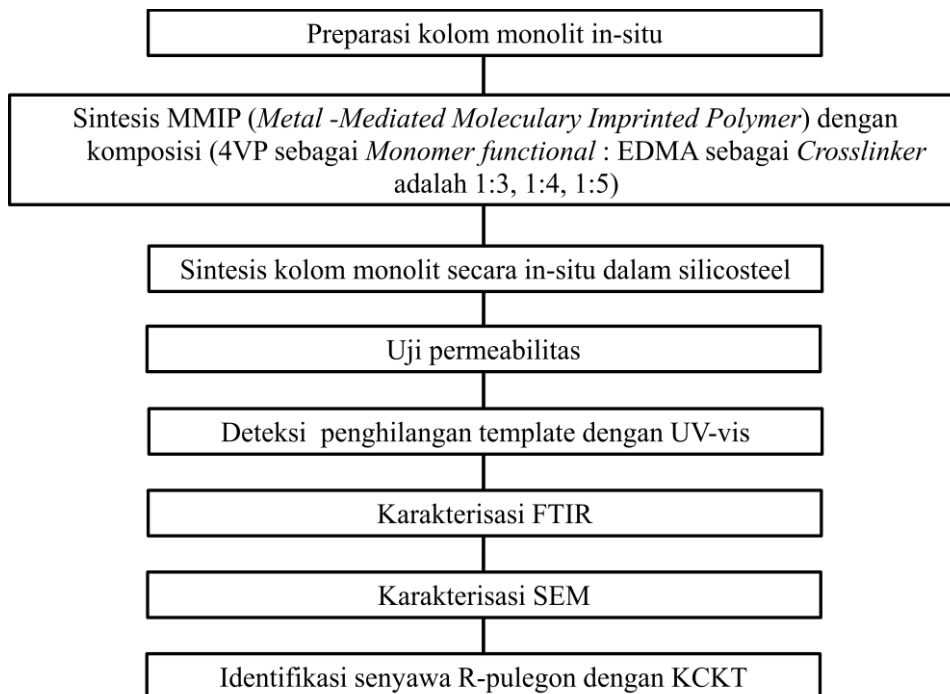 Preparasi kolom monolit in-situ
Sintesis MMIP (Metal -Mediated Moleculary Imprinted Polymer) dengan
komposisi (4VP sebagai Monomer functional : EDMA sebagai Crosslinker
adalah 1:3, 1:4, 1:5)
Sintesis kolom monolit secara in-situ dalam silicosteel
Uji permeabilitas
Deteksi penghilangan template dengan UV-vis
Karakterisasi FTIR
Karakterisasi SEM
Identifikasi senyawa R-pulegon dengan KCKT